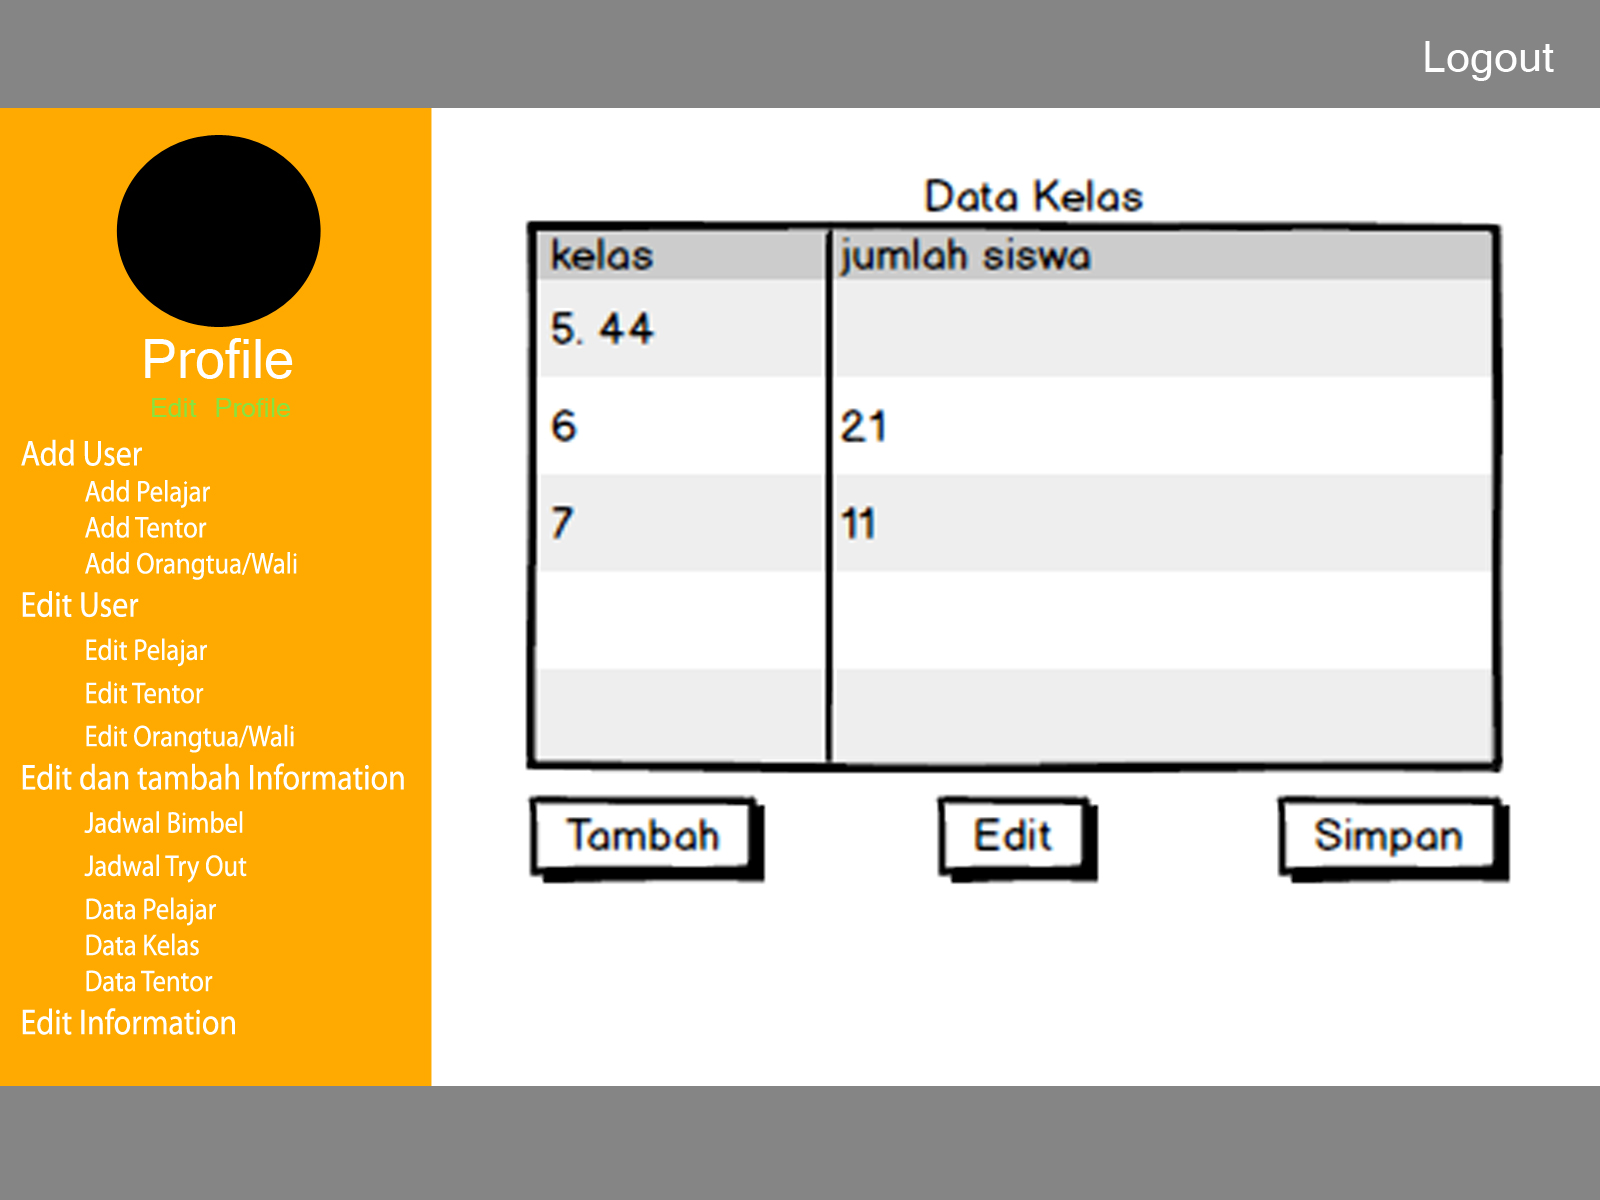 Logout
Profile
Edit Profile
Add User
Add Pelajar
Add Tentor
Add Orangtua/Wali
Edit User
Edit Pelajar
Edit Tentor
Edit Orangtua/Wali
Edit dan tambah Information
Jadwal Bimbel
Jadwal Try Out
Data Pelajar
Data Kelas
Data Tentor
Edit Information
Data Kelas
kelas jumlah siswa
5. 44
6 21
7 11
Tambah Edit Simpan